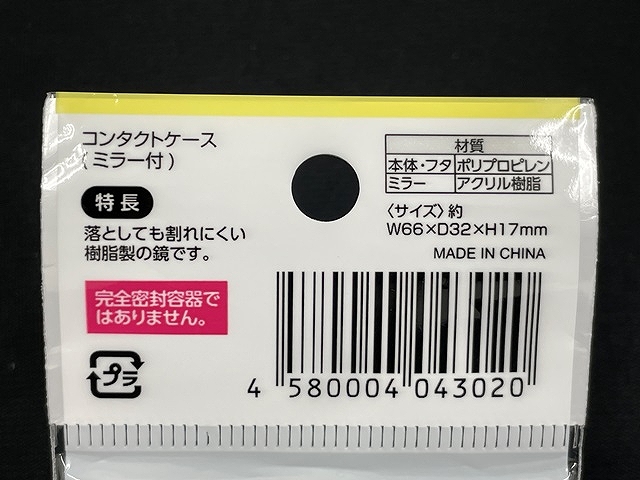 コンタクトケース
(ミラー付)
特長
落としても割れにくい
樹脂製の鏡です。
完全密封容器で
はありません。
プラ
材質
本体・フタ ポリプロピレン
ミラー アクリル樹脂
〈サイズ〉約
W66×D32×H17mm
MADE IN CHINA
4 580004 043020